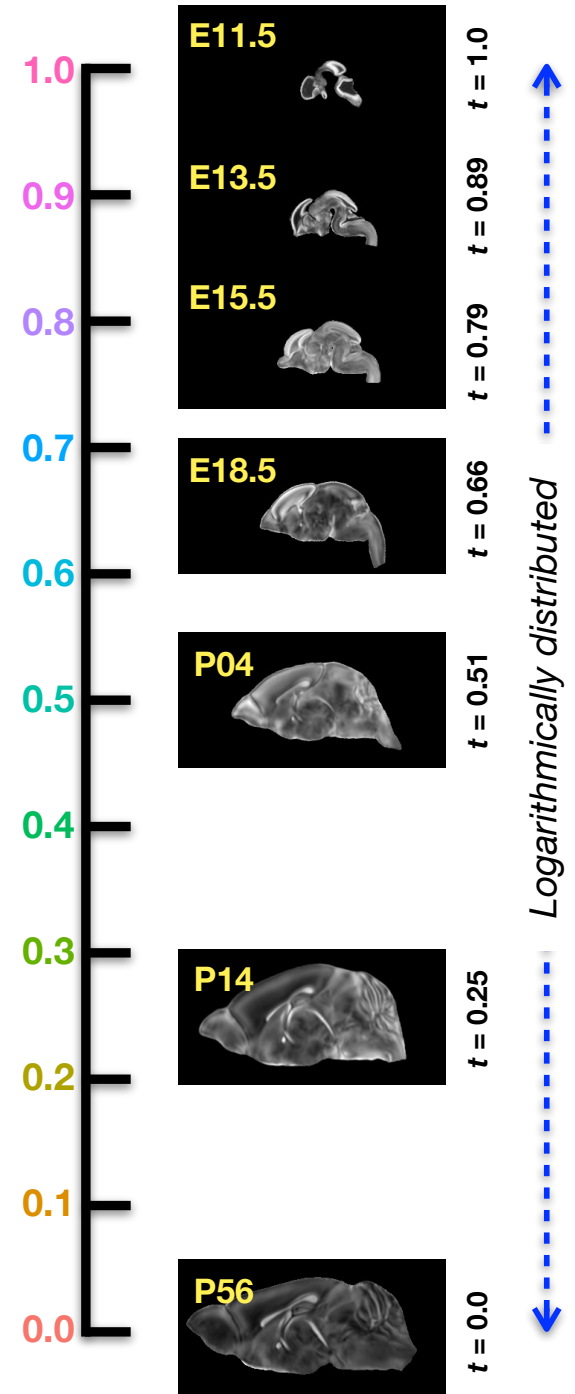 1.0
0.9
0.8
0.7
0.6
0.5
0.4
0.3
0.2
0.1
0.0
E11.5
t = 1.0
E13.5
t = 0.89
E15.5
t = 0.79
E18.5
t = 0.66
P04
t = 0.51
P14
t = 0.25
P56
t = 0.0
Logarithmically distributed